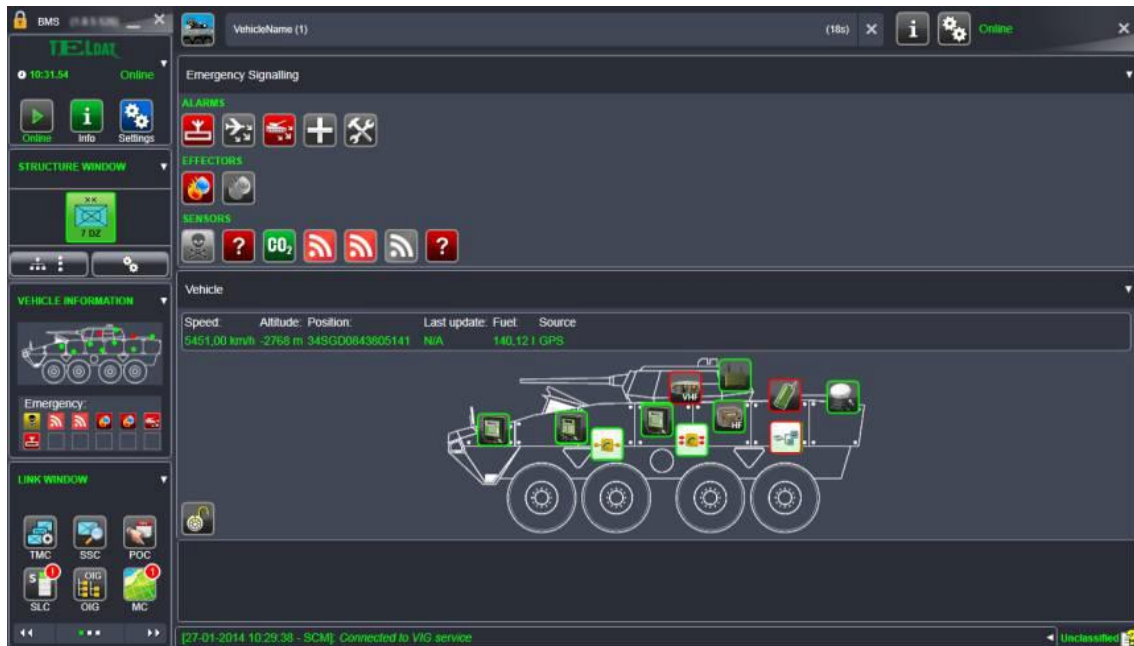 BMS
VehicleName (1)
(18s)
Online
TELDAT
10:31.54
Online
Online
Info
Settings
Emergency Signalling
ALARMS
EFFECTORS
SENSORS
?
CO2
?
STRUCTURE WINDOW
XX
7 DZ
VEHICLE INFORMATION
Emergency:
Vehicle
Speed: Altitude: Position: Last update: Fuel: Source
5451,00 km/h -2768 m 34SGD0843605141 N/A 140,12 l GPS
VHF
HF
LINK WINDOW
TMC
SSC
POC
S
OIG
SLC
OIG
MC
[27-01-2014 10:29:38 - SCM]: Connected to VIG service
Unclassified